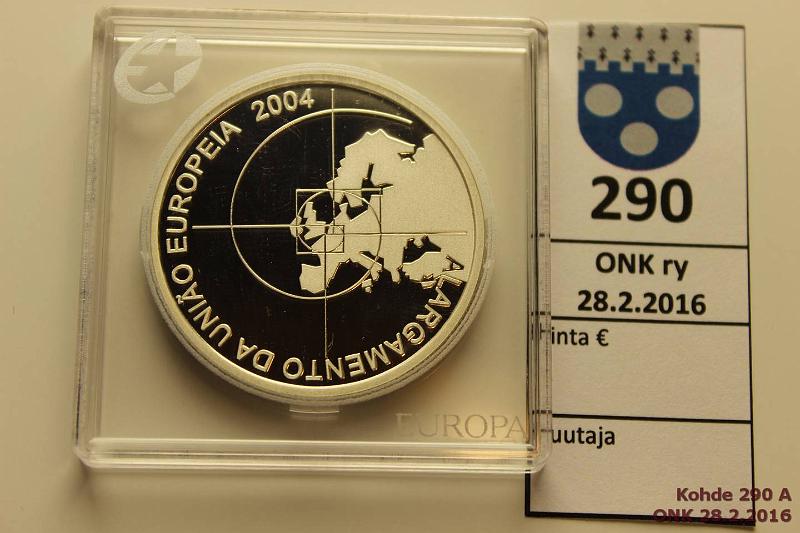 ALARGAMENTO DA UNIÃO EUROPEIA 2004
EUROPA
290
ONK ry
28.2.2016
inta €
uutaja
Kohde 290 A
ONK 28.2.2016